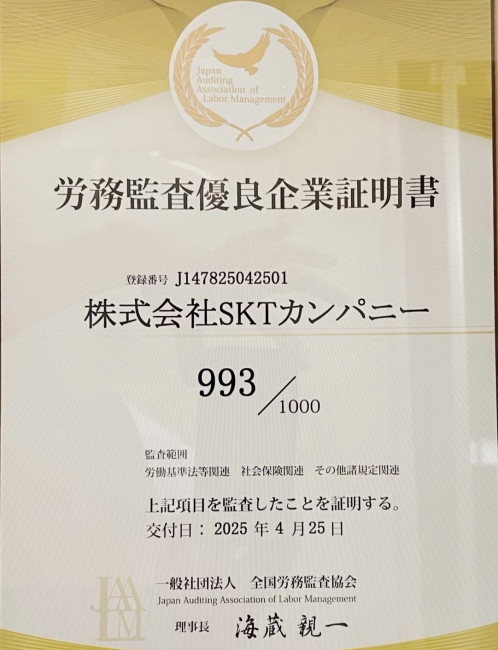 Japan
Auditing
Association of
Labor Management
労務監査優良企業証明書
登録番号 J147825042501
株式会社SKTカンパニー
993/1000
監査範囲
労働基準法等関連 社会保険関連 その他諸規定関連
上記項目を監査したことを証明する。
交付日： 2025 年 4 月 25 日
一般社団法人 全国労務監査協会
Japan Auditing Association of Labor Management
JAALM
理事長 海蔵 親一